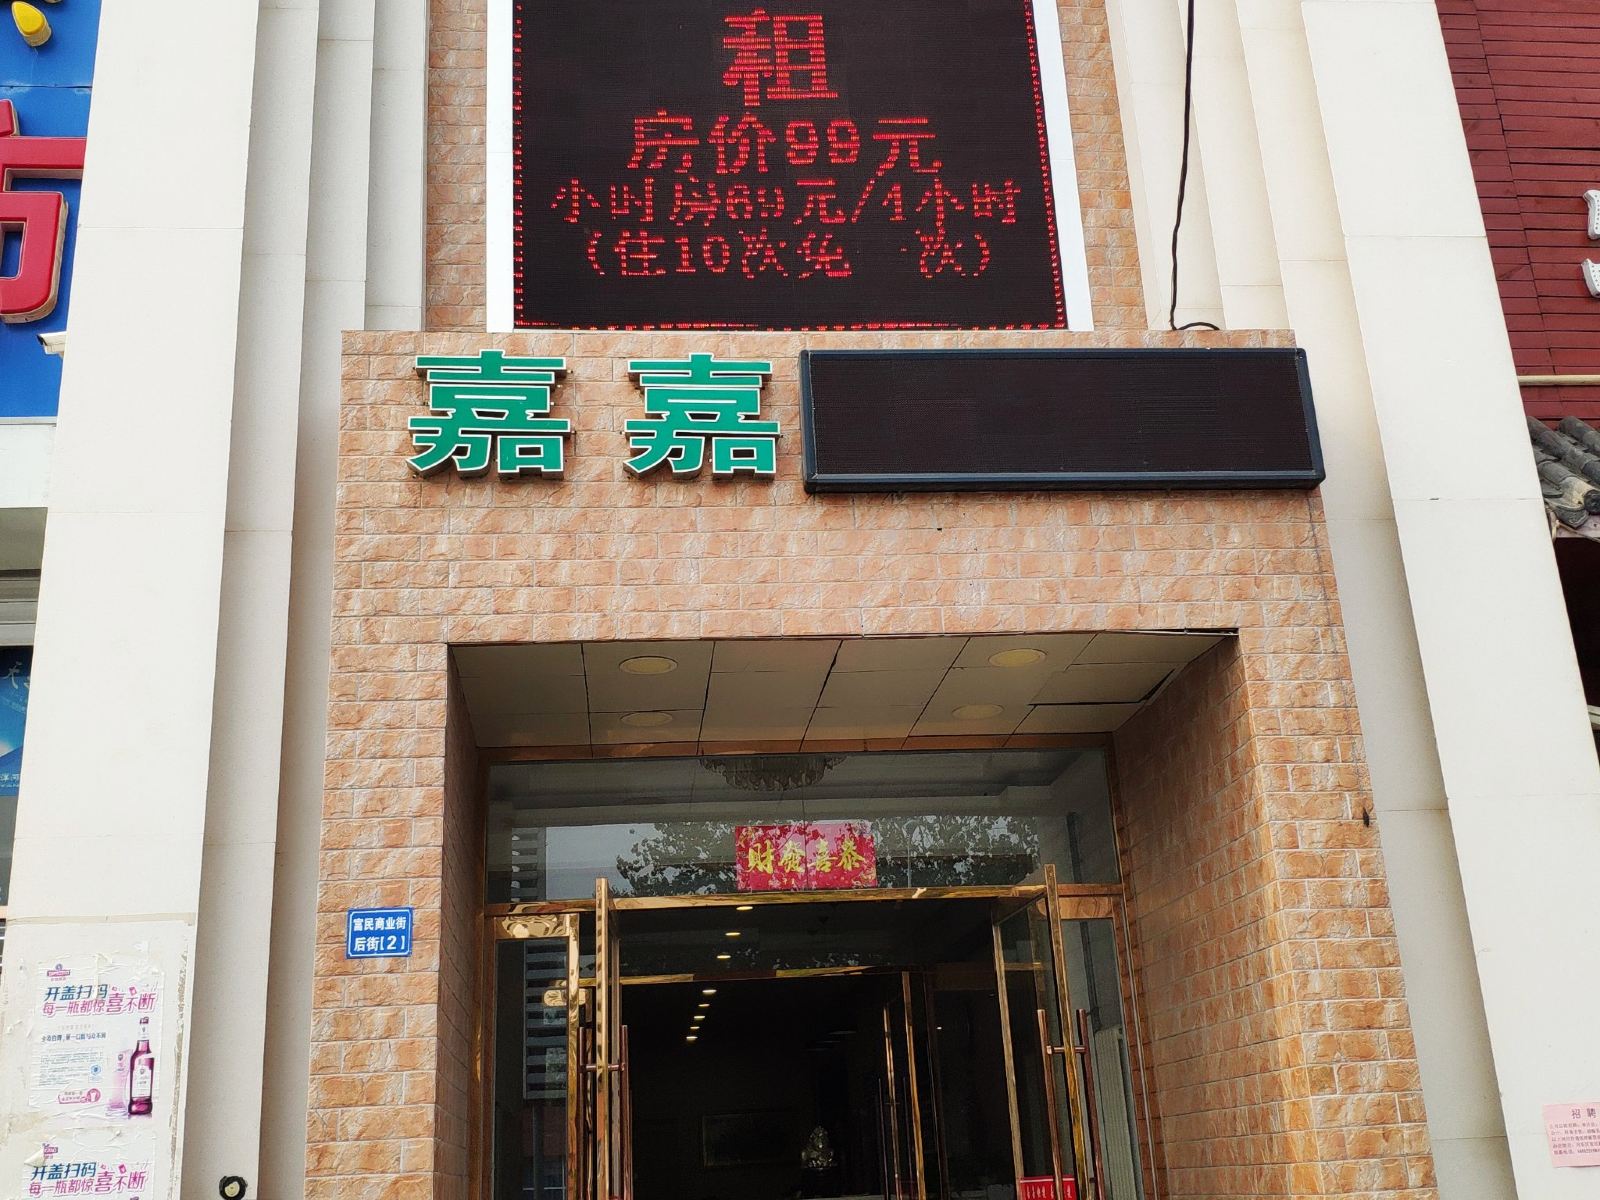 租
房价99元
小时房69元/4小时
(住10次免一次)
嘉嘉
财發喜恭
富民商业街
后街[2]
开盖扫码
每一瓶都惊喜不断
开盖扫码
每一瓶都惊喜不断
招聘